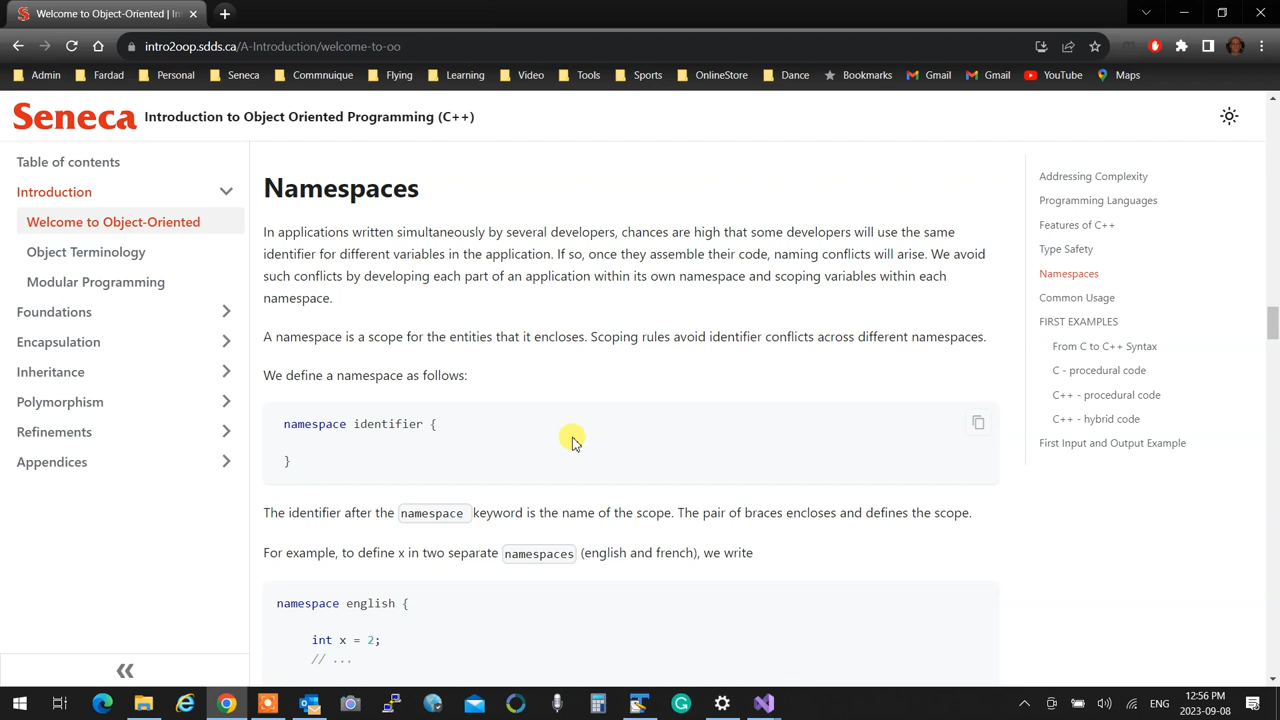 Welcome to Object-Oriented | In
intro2oop.sdds.ca/A-Introduction/welcome-to-oo
Admin Fardad Personal Seneca Commnuique Flying Learning Video Tools Sports OnlineStore Dance Bookmarks Gmail Gmail YouTube Maps
Seneca Introduction to Object Oriented Programming (C++)
Table of contents
Introduction
Welcome to Object-Oriented
Object Terminology
Modular Programming
Foundations
Encapsulation
Inheritance
Polymorphism
Refinements
Appendices
Namespaces
In applications written simultaneously by several developers, chances are high that some developers will use the same
identifier for different variables in the application. If so, once they assemble their code, naming conflicts will arise. We avoid
such conflicts by developing each part of an application within its own namespace and scoping variables within each
namespace.
A namespace is a scope for the entities that it encloses. Scoping rules avoid identifier conflicts across different namespaces.
We define a namespace as follows:
namespace identifier {
}
The identifier after the namespace keyword is the name of the scope. The pair of braces encloses and defines the scope.
For example, to define x in two separate namespaces (english and french), we write
namespace english {
int x = 2;
// ...
Addressing Complexity
Programming Languages
Features of C++
Type Safety
Namespaces
Common Usage
FIRST EXAMPLES
From C to C++ Syntax
C - procedural code
C++ - procedural code
C++ - hybrid code
First Input and Output Example
ENG
12:56 PM
2023-09-08